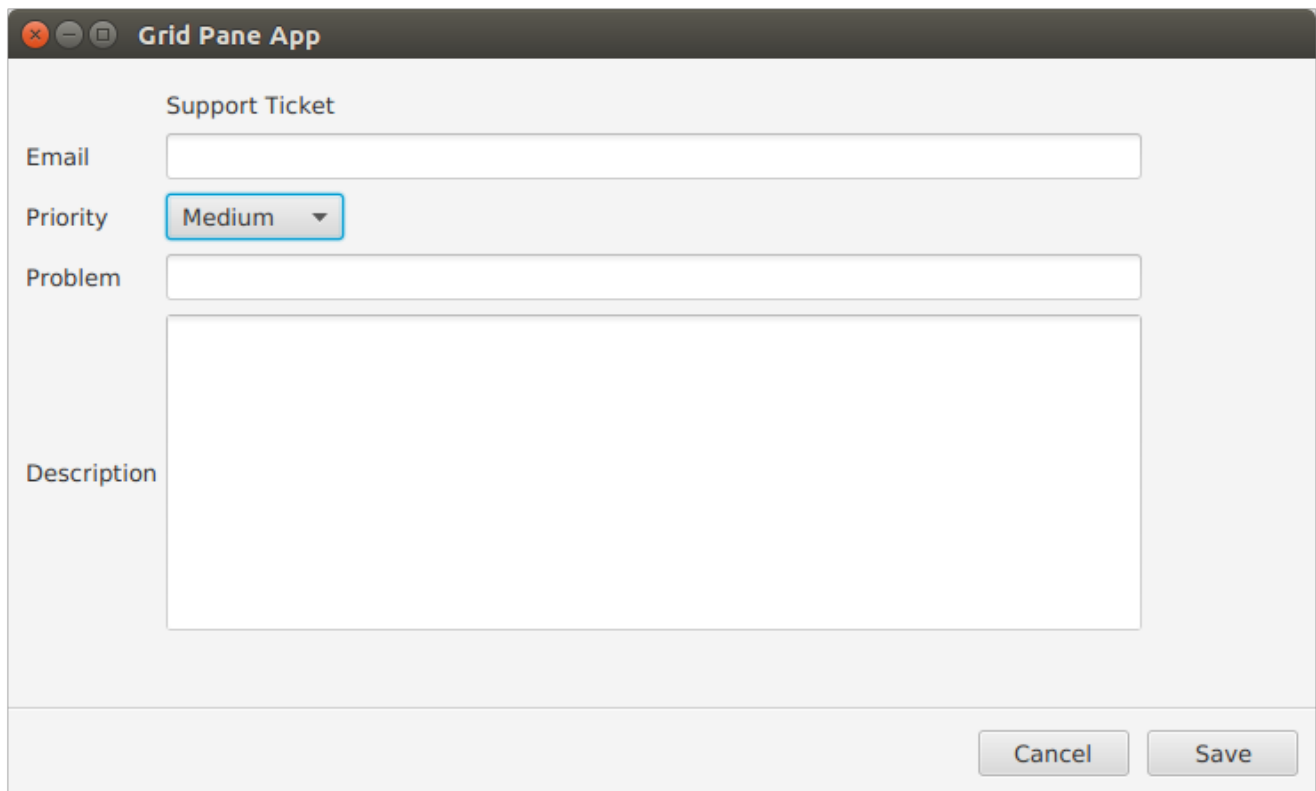 Grid Pane App
Support Ticket
Email
Priority Medium
Problem
Description
Cancel Save